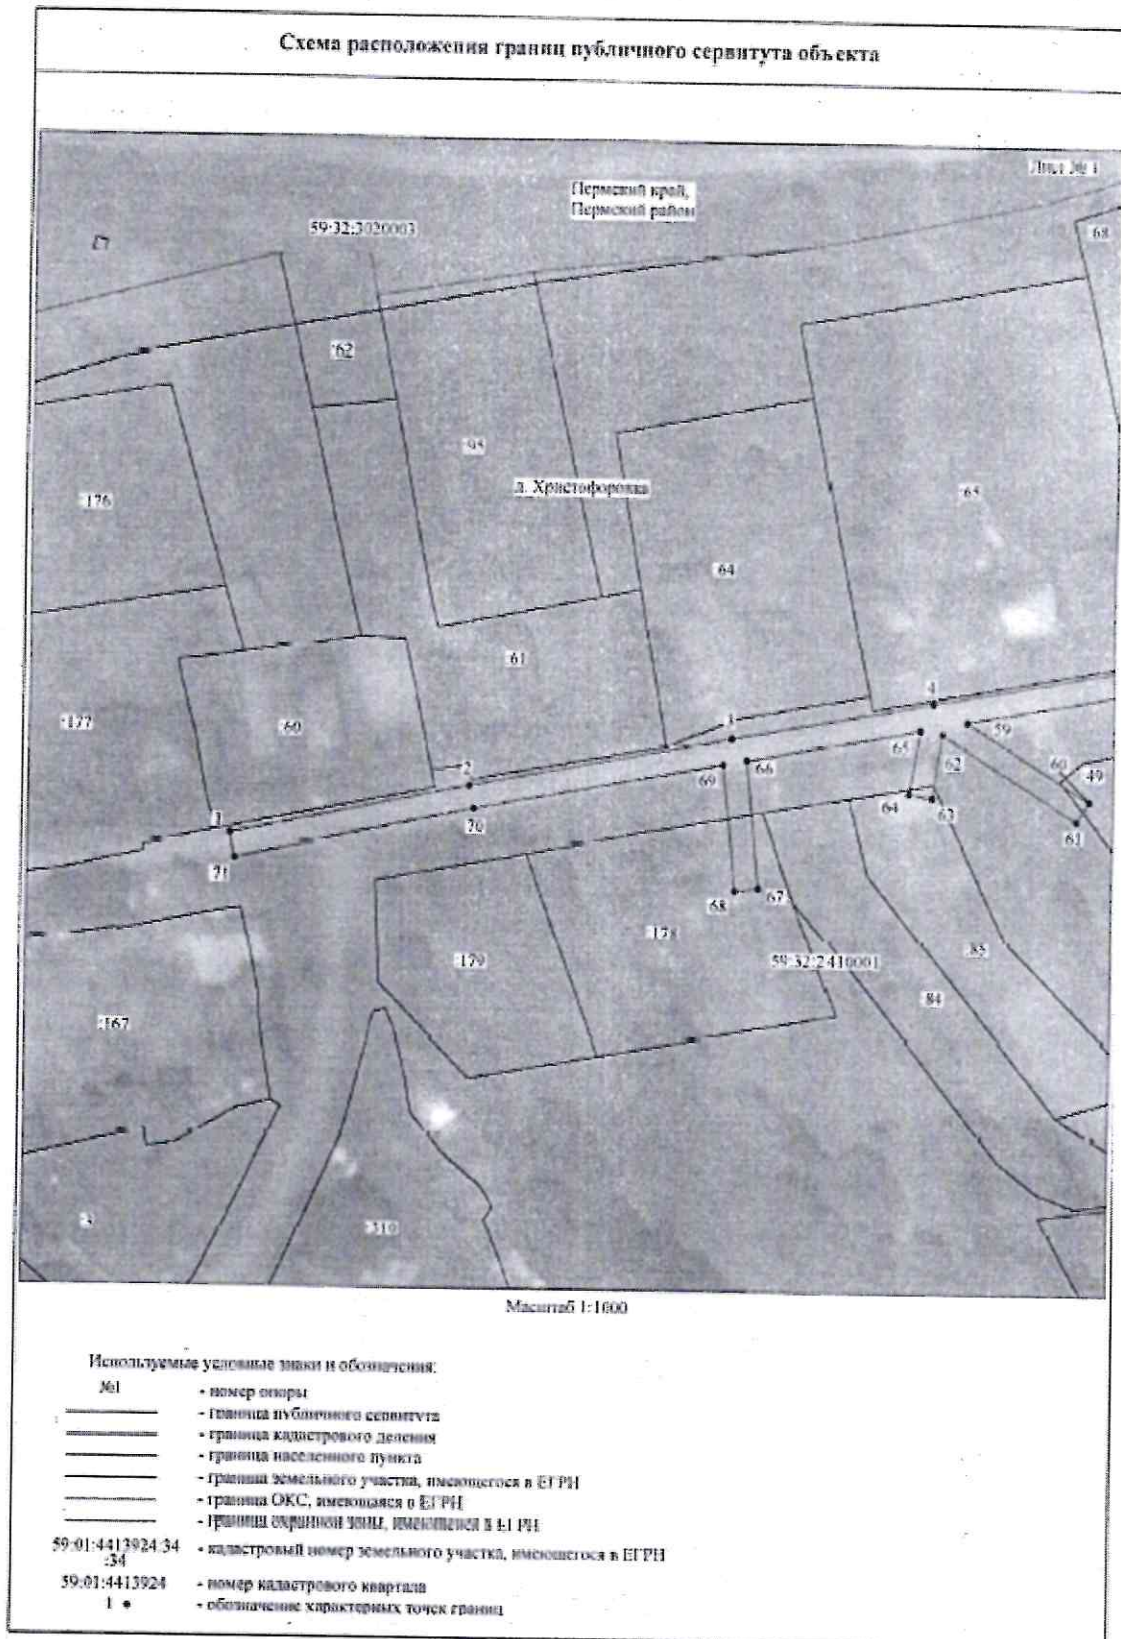 Схема расположения границ публичного сервитута объекта
Лист № 1
Пермский край,
Пермский район
59:32:3020003
68
:62
:95
:176
д. Христофоровка
:65
:64
:61
:177
:60
4
3
59
2
65
62
60
49
69
66
1
70
64
63
61
71
68
67
:178
:179
59:32:2410001
:85
:84
:167
:310
Масштаб 1:1000
Используемые условные знаки и обозначения:
№1 - номер опоры
- граница публичного сервитута
- граница кадастрового деления
- граница населенного пункта
- граница земельного участка, имеющегося в ЕГРН
- граница ОКС, имеющаяся в ЕГРН
- граница охранной зоны, имеющейся в ЕГРН
59:01:4413924:34
:34 - кадастровый номер земельного участка, имеющегося в ЕГРН
59:01:4413924 - номер кадастрового квартала
1 ● - обозначение характерных точек границ